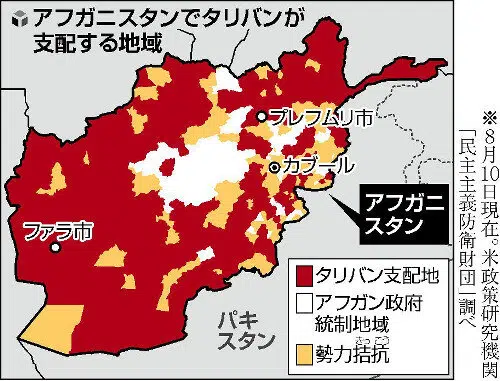 アフガニスタンでタリバンが
支配する地域
プレフムリ市
カブール
アフガニ
スタン
ファラ市
パキ
スタン
タリバン支配地
アフガン政府
統制地域
勢力拮抗
きっこう
※8月10日現在。米政策研究機関
「民主主義防衛財団」調べ